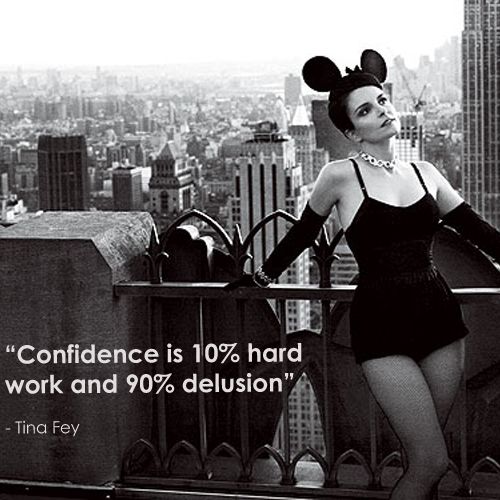 “Confidence is 10% hard
work and 90% delusion”
- Tina Fey